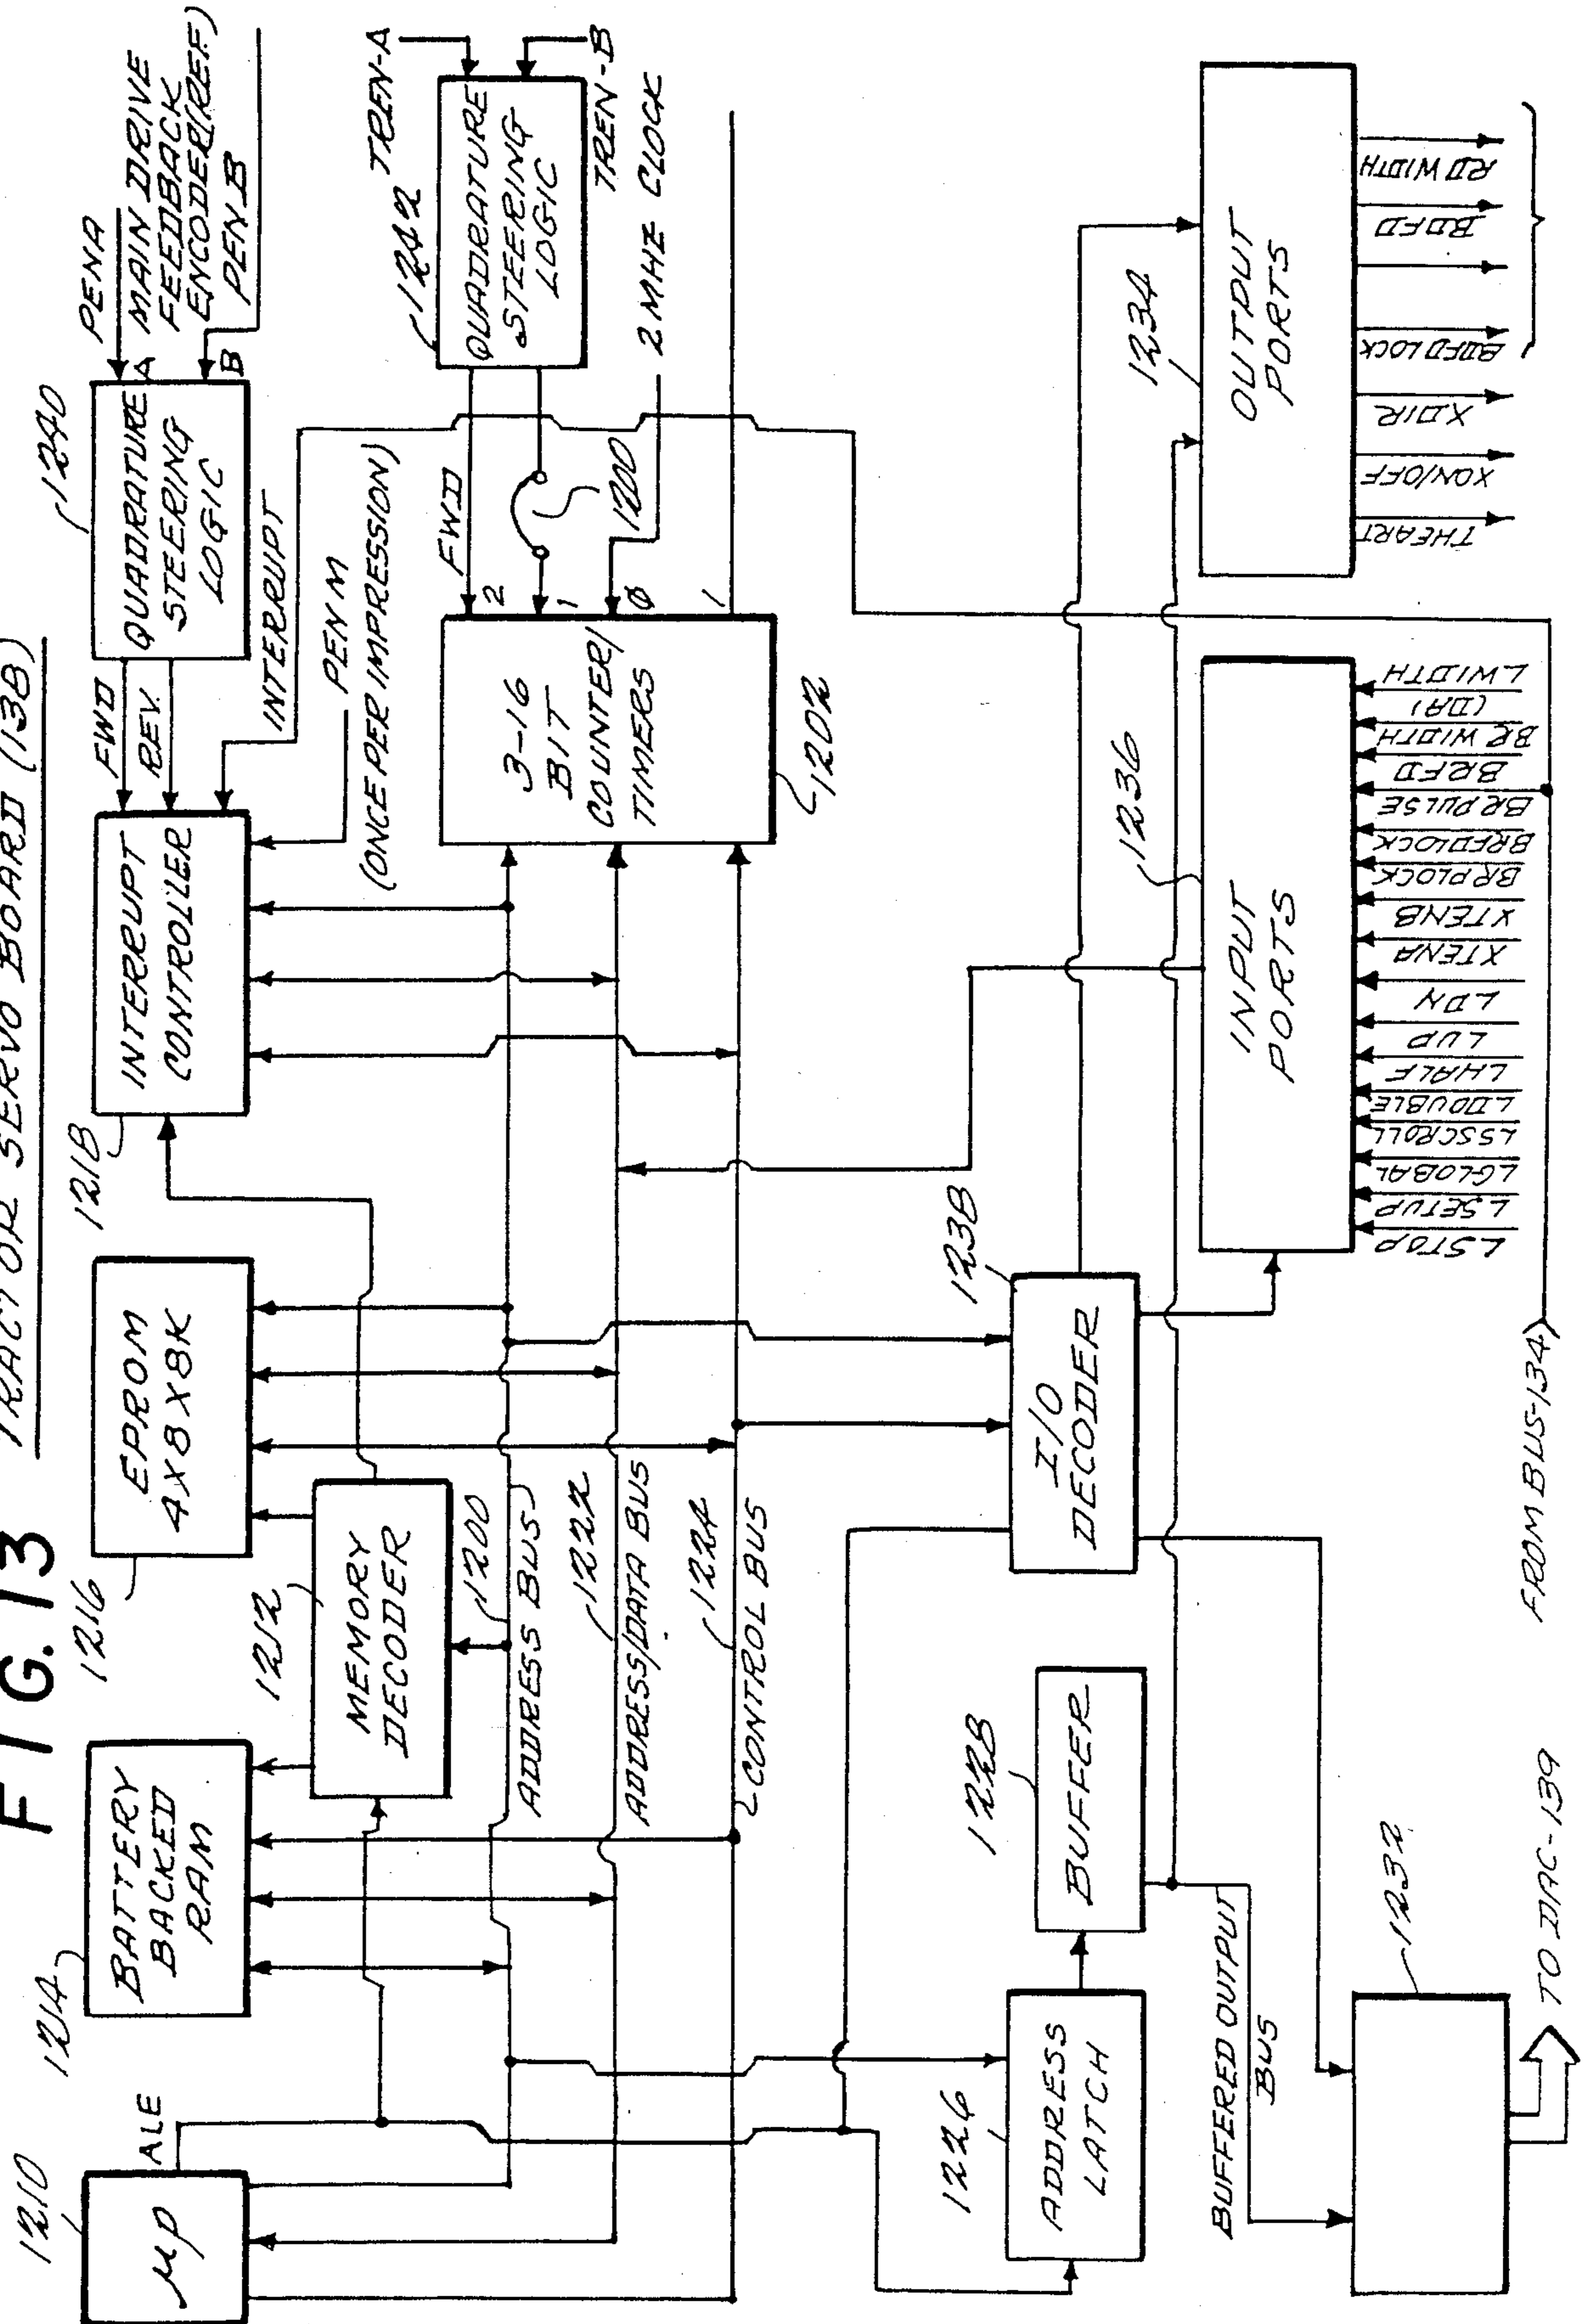 FIG. 13
TRACTOR SERVO BOARD (138)
1210
µP
ALE
1214
BATTERY
BACKED
RAM
1216
EPROM
4X8X8K
1212
MEMORY
DECODER
1218
INTERRUPT
CONTROLLER
FWD
REV.
INTERRUPT
PEN M
(ONCE PER IMPRESSION)
1240
QUADRATURE
STEERING
LOGIC
A
B
PENA
MAIN DRIVE
FEEDBACK
ENCODER (REF.)
PEN B
1242
QUADRATURE
STEERING
LOGIC
TREN-A
TREN-B
2 MHZ CLOCK
FWD
1200
2
1
Ø
1
3-16
BIT
COUNTER/
TIMERS
1202
1200
ADDRESS BUS
1222
ADDRESS/DATA BUS
1224
CONTROL BUS
1226
ADDRESS
LATCH
1228
BUFFER
BUFFERED OUTPUT
BUS
1232
TO DAC-139
1238
I/O
DECODER
1236
INPUT
PORTS
LSTOP
LSETUP
LGLOBAL
LSSCROLL
LDOUBLE
LHALF
LUP
LDN
XTENA
XTENB
BRPLOCK
BRFDLOCK
BR PULSE
BRFD
BR WIDTH
(DA1
LWIDTH
FROM BUS-134
1234
OUTPUT
PORTS
THEART
XON/OFF
XDIR
BDFDLOCK
BDFD
RDWIDTH